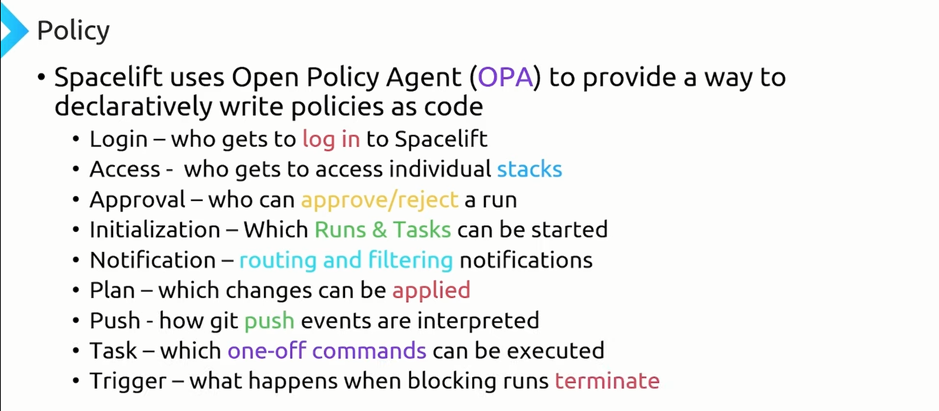 Policy
• Spacelift uses Open Policy Agent (OPA) to provide a way to
declaratively write policies as code
• Login – who gets to log in to Spacelift
• Access - who gets to access individual stacks
• Approval – who can approve/reject a run
• Initialization – Which Runs & Tasks can be started
• Notification – routing and filtering notifications
• Plan – which changes can be applied
• Push - how git push events are interpreted
• Task – which one-off commands can be executed
• Trigger – what happens when blocking runs terminate